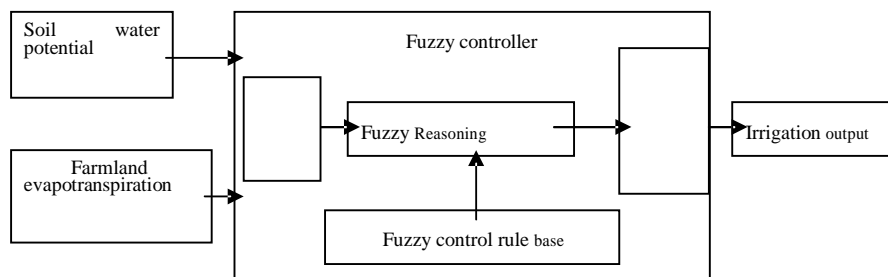 Soil water
potential
Fuzzy controller
Fuzzy Reasoning
Irrigation output
Farmland
evapotranspiration
Fuzzy control rule base